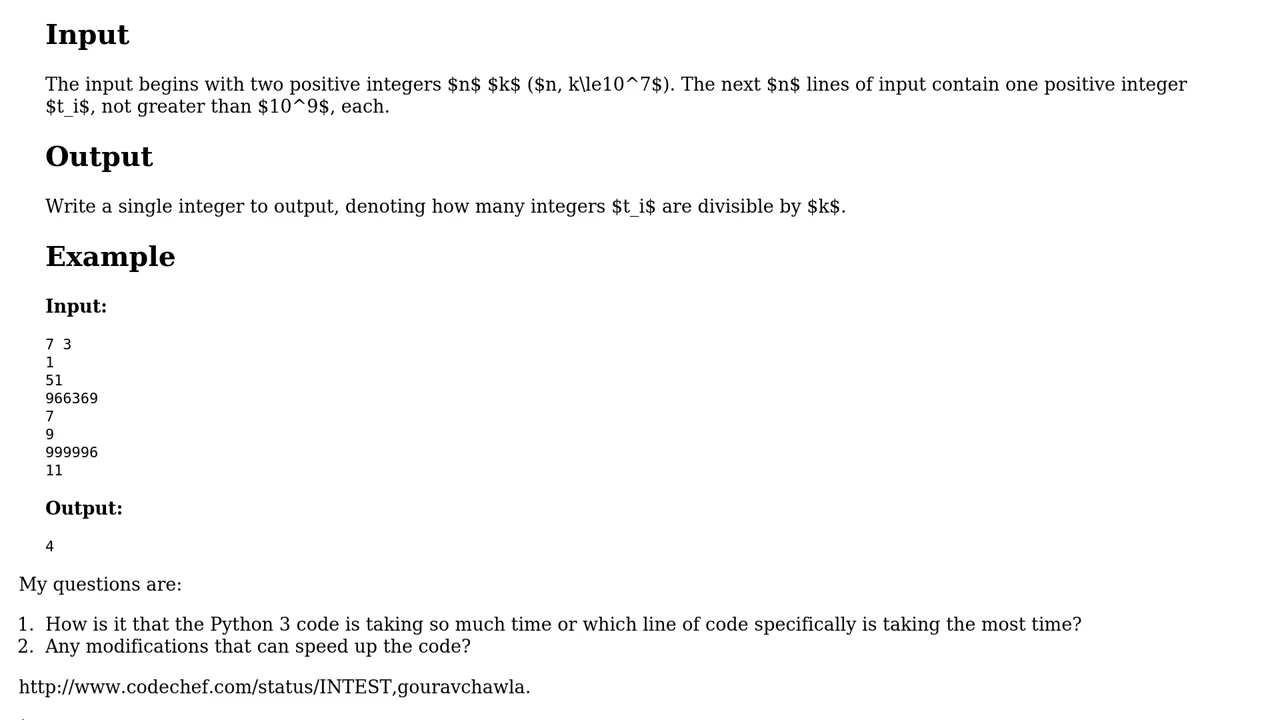 Input
The input begins with two positive integers $n$ $k$ ($n, k\le10^7$). The next $n$ lines of input contain one positive integer
$t_i$, not greater than $10^9$, each.
Output
Write a single integer to output, denoting how many integers $t_i$ are divisible by $k$.
Example
Input:
7 3
1
51
966369
7
9
999996
11
Output:
4
My questions are:
1. How is it that the Python 3 code is taking so much time or which line of code specifically is taking the most time?
2. Any modifications that can speed up the code?
http://www.codechef.com/status/INTEST,gouravchawla.